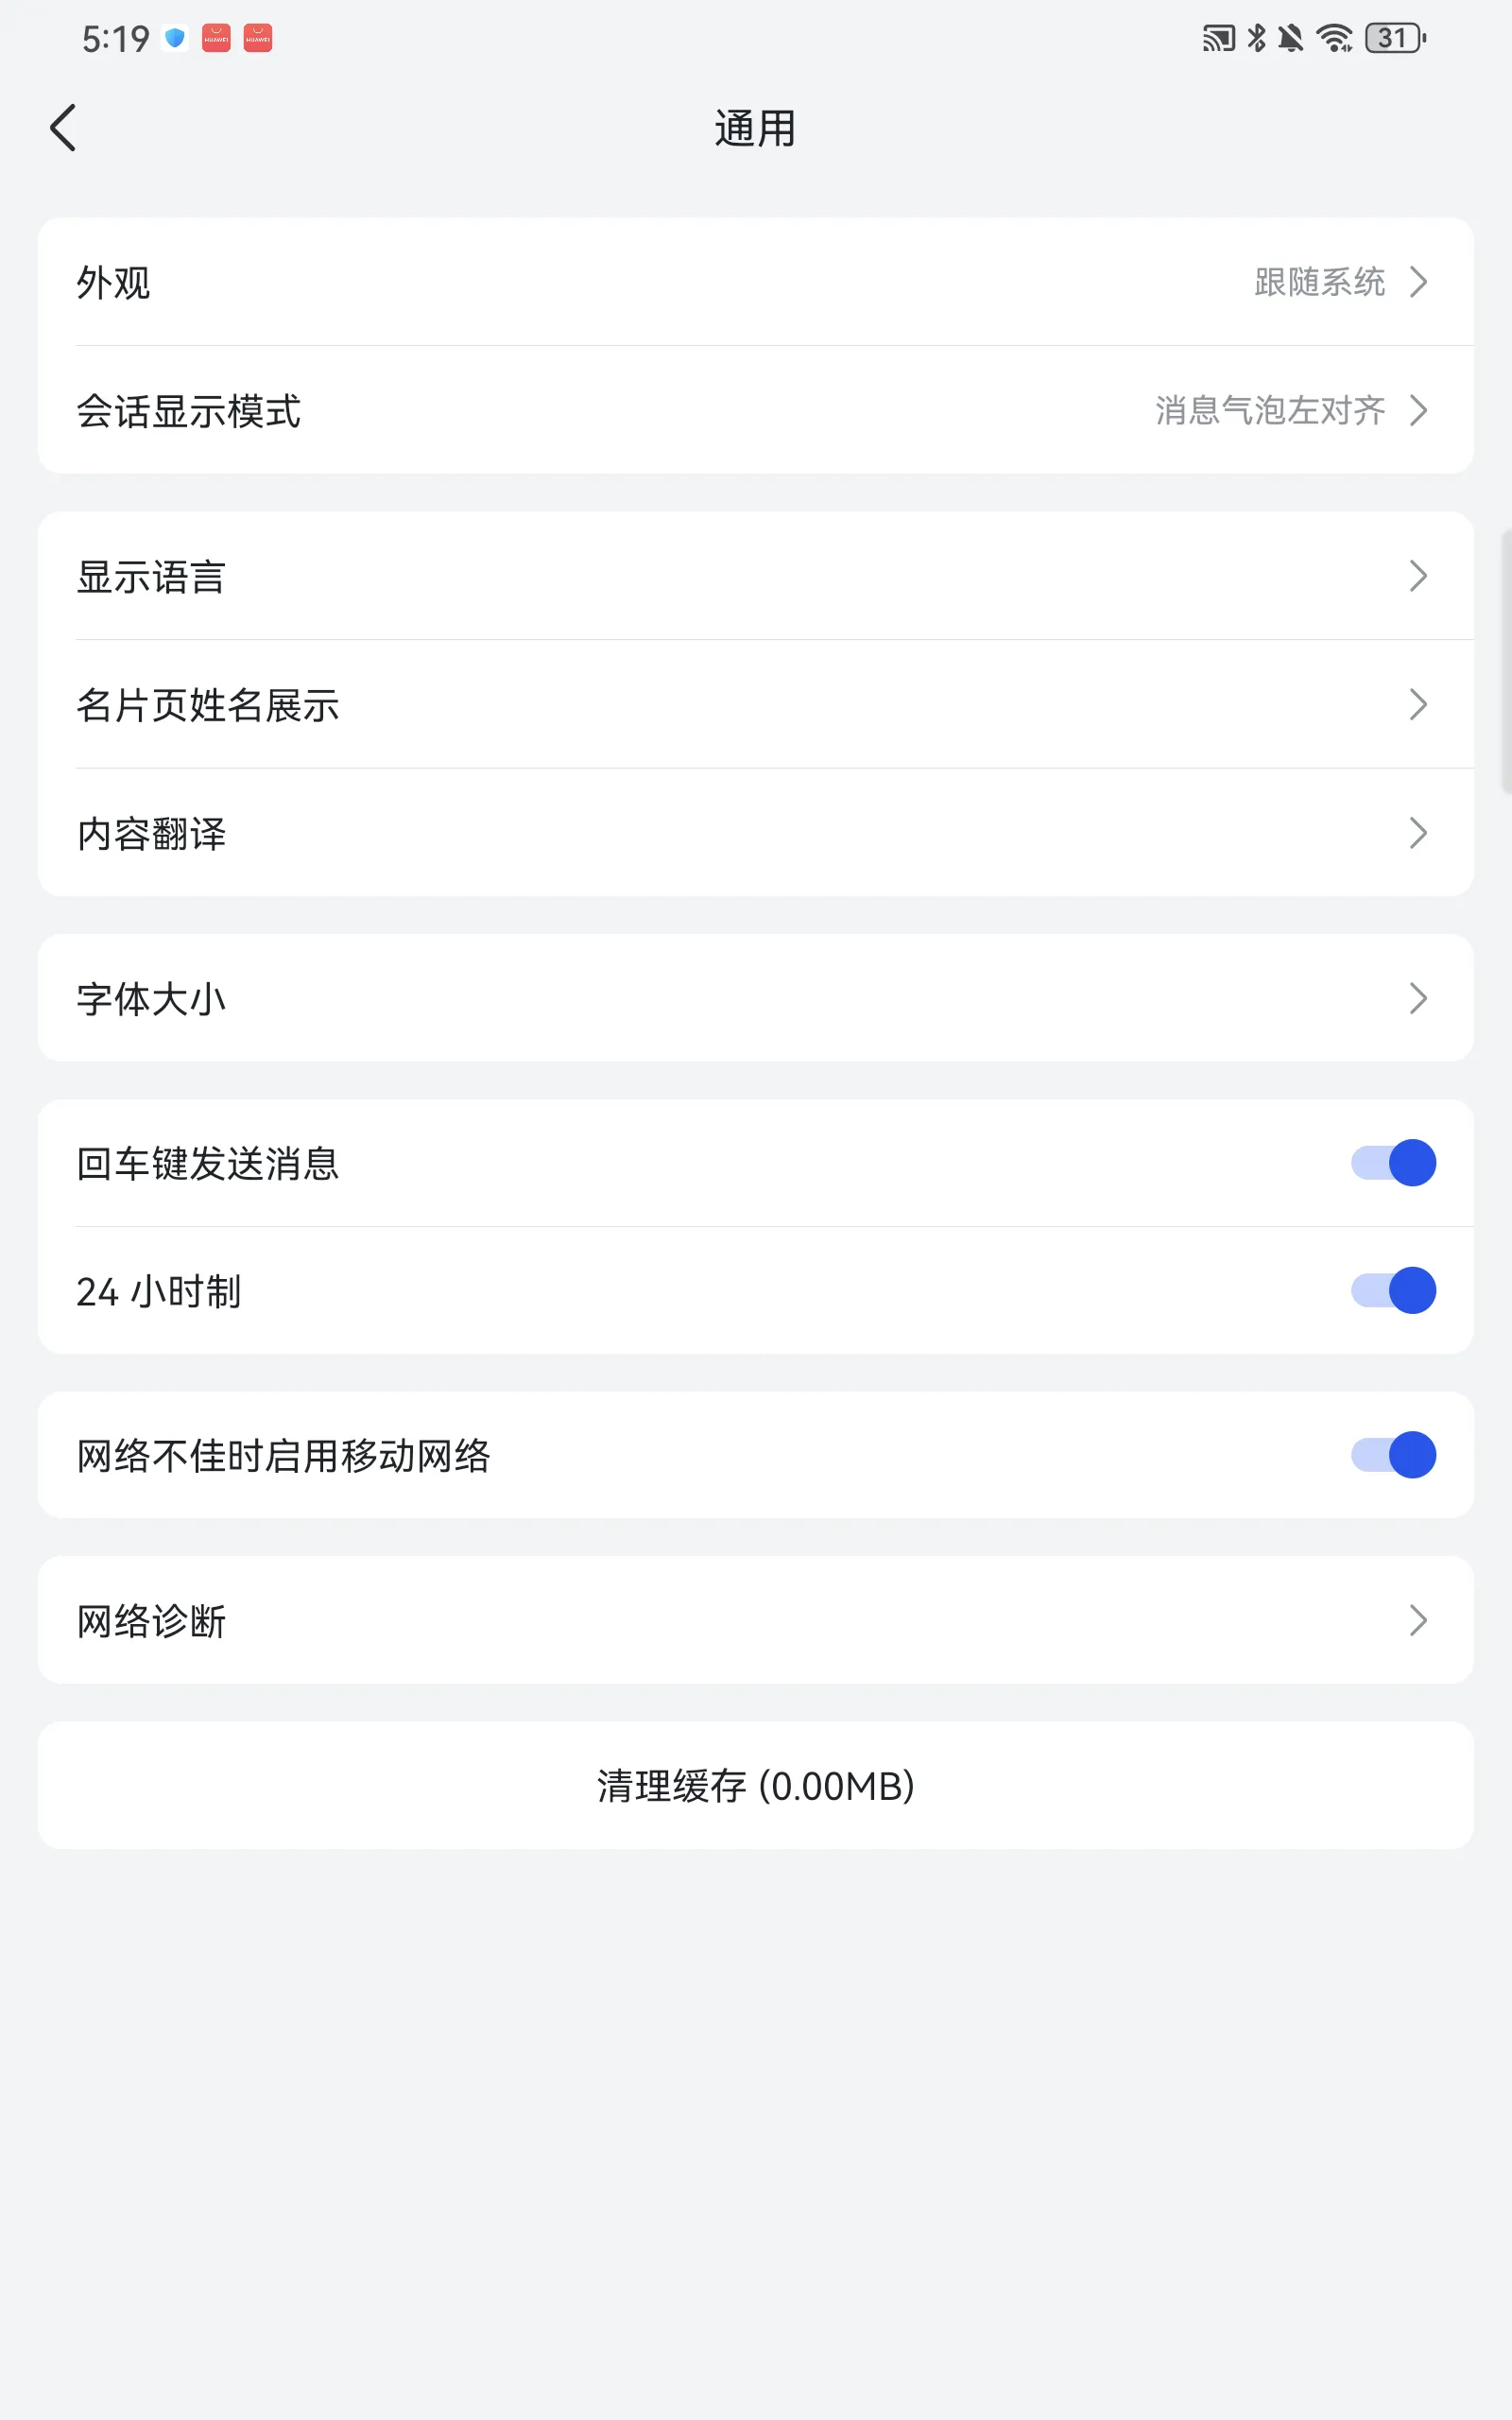 5:19
HUAWEI
HUAWEI
31
通用
外观
跟随系统
会话显示模式
消息气泡左对齐
显示语言
名片页姓名展示
内容翻译
字体大小
回车键发送消息
24 小时制
网络不佳时启用移动网络
网络诊断
清理缓存 (0.00MB)